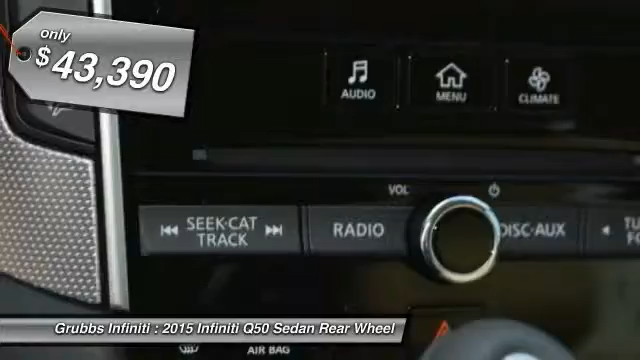 only
$43,390
AUDIO
MENU
CLIMATE
VOL
SEEK·CAT
TRACK
RADIO
DISC·AUX
Grubbs Infiniti : 2015 Infiniti Q50 Sedan Rear Wheel
AIR BAG